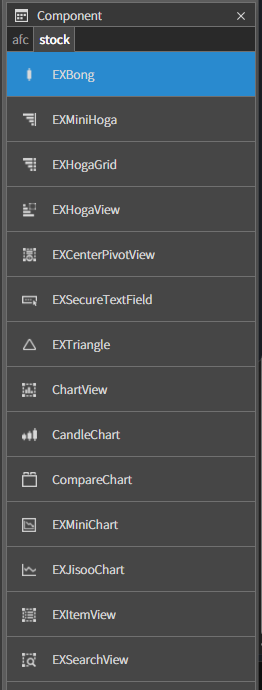 Component
afc stock
EXBong
EXMiniHoga
EXHogaGrid
EXHogaView
EXCenterPivotView
EXSecureTextField
EXTriangle
ChartView
CandleChart
CompareChart
EXMiniChart
EXJisooChart
EXItemView
EXSearchView